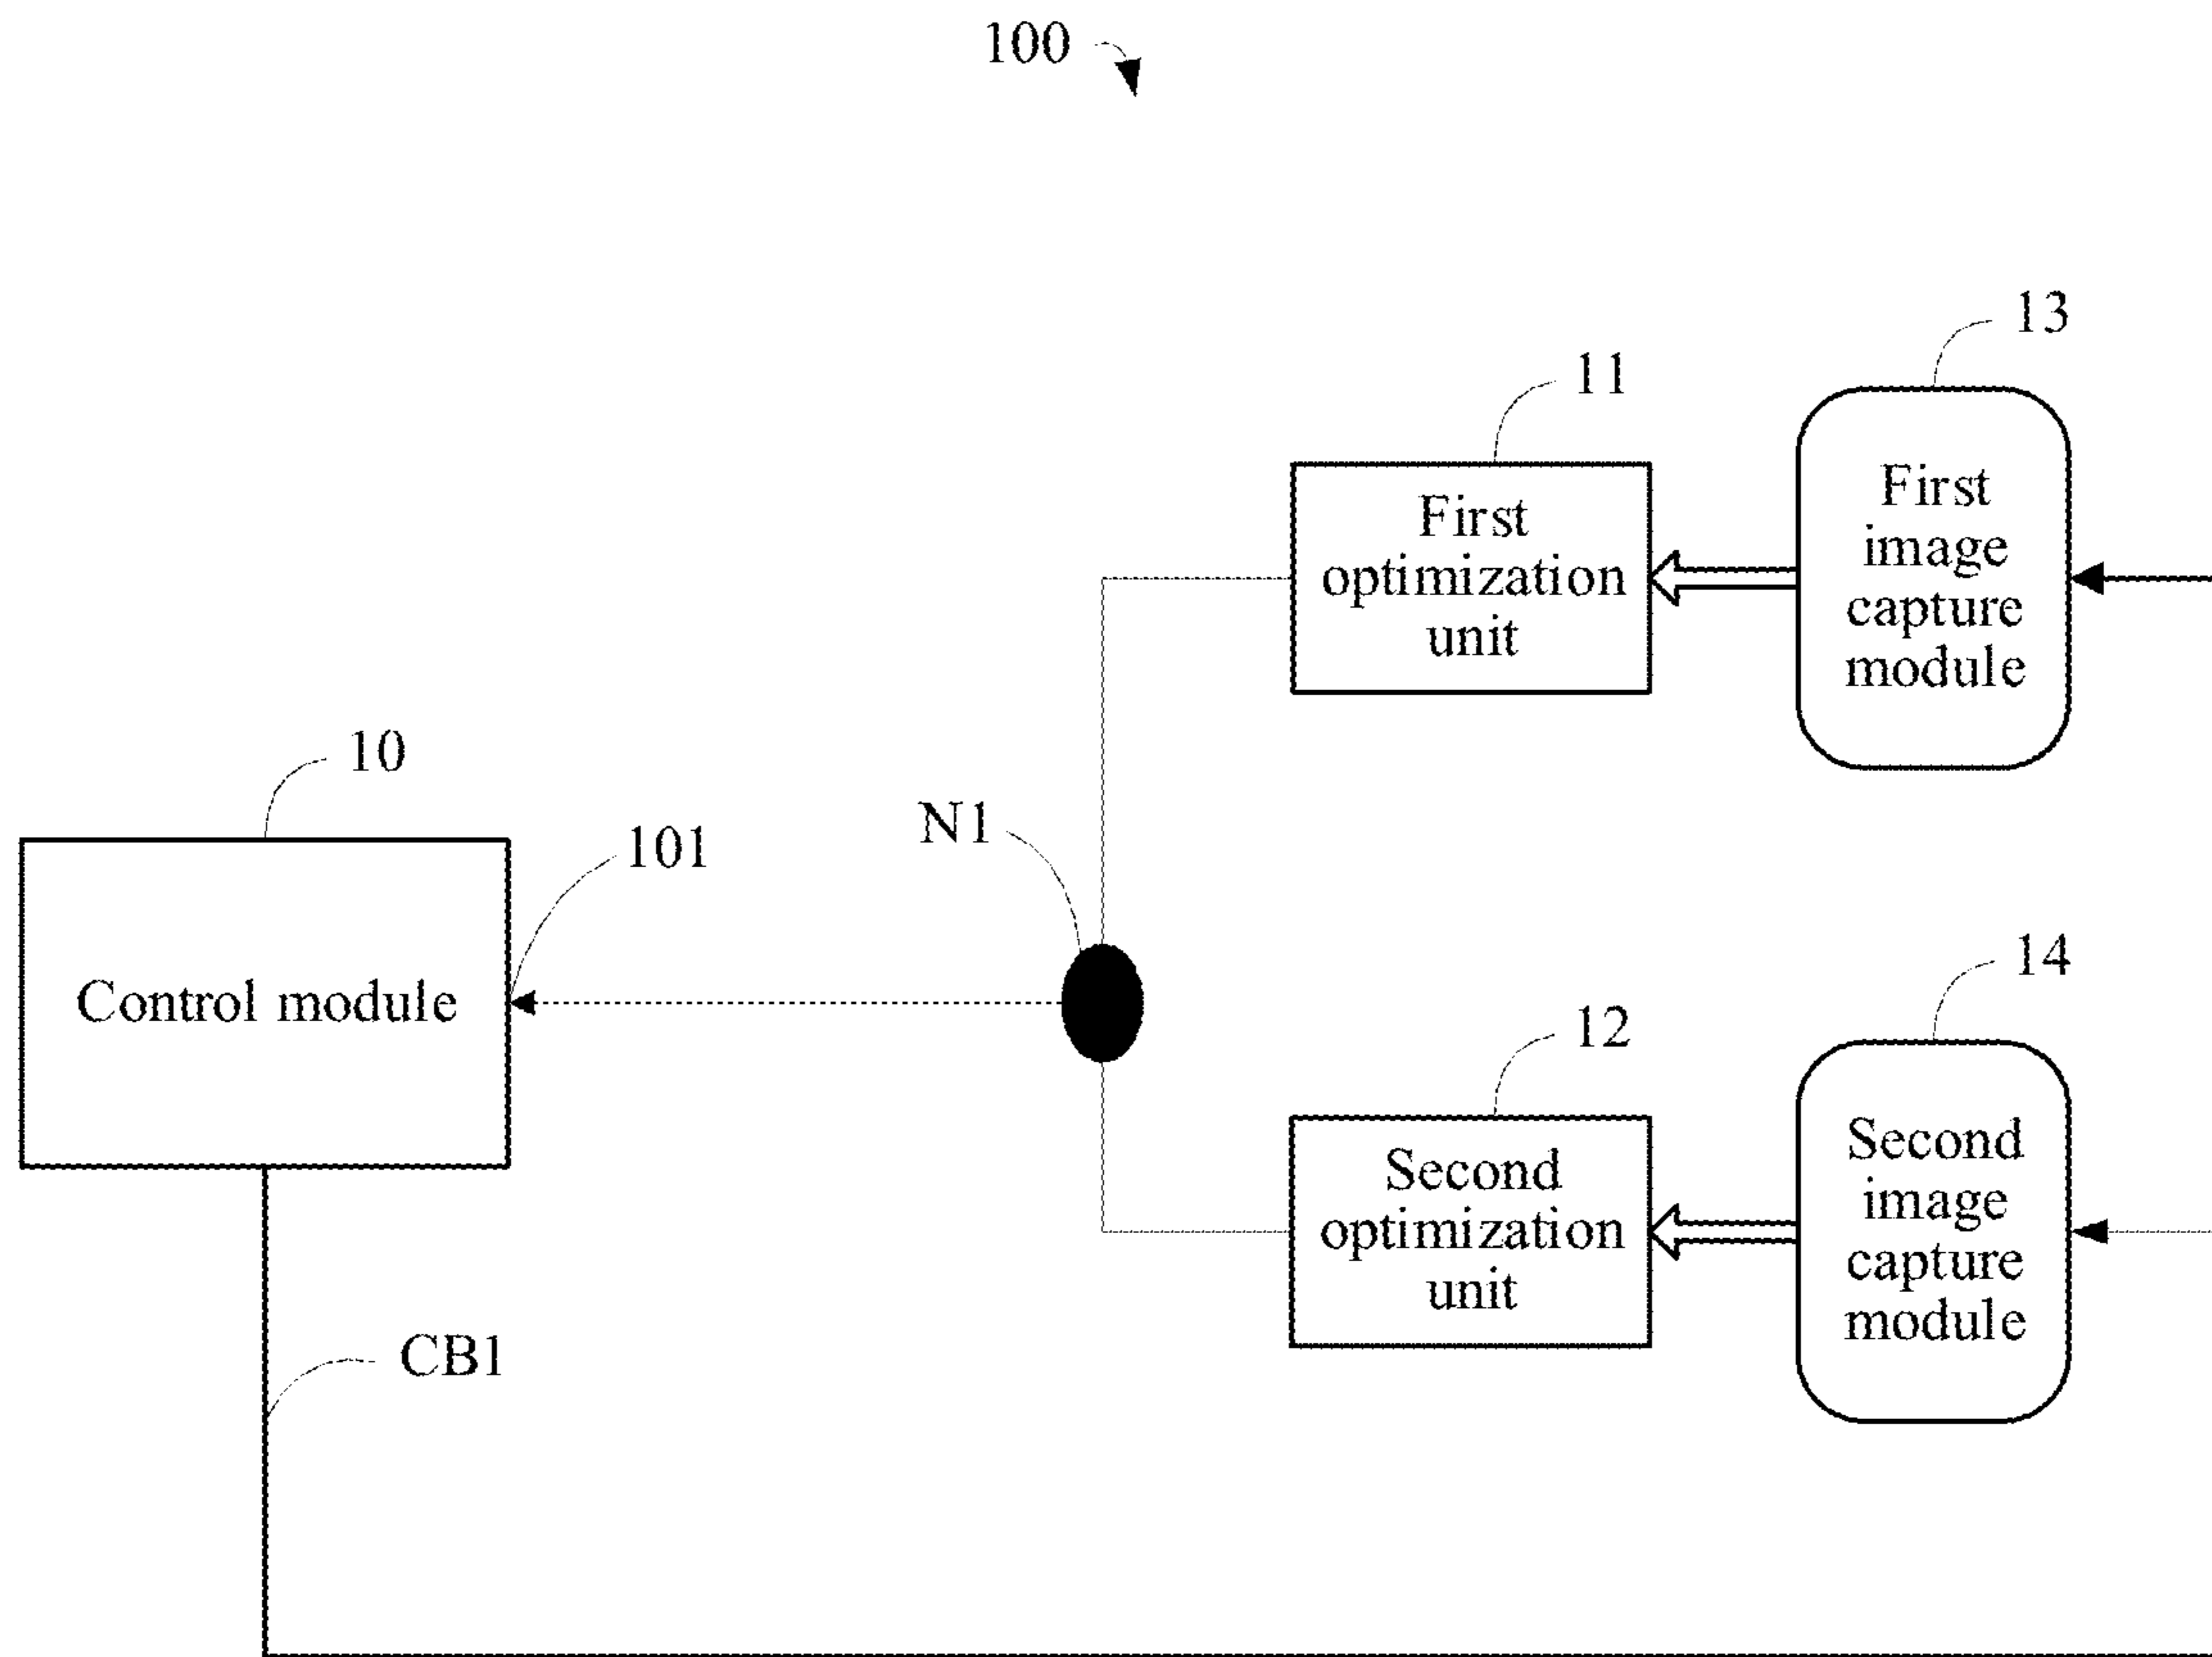 100
13
11
First
image
capture
module
First
optimization
unit
10
101
N1
Control module
14
12
Second
image
capture
module
Second
optimization
unit
CB1